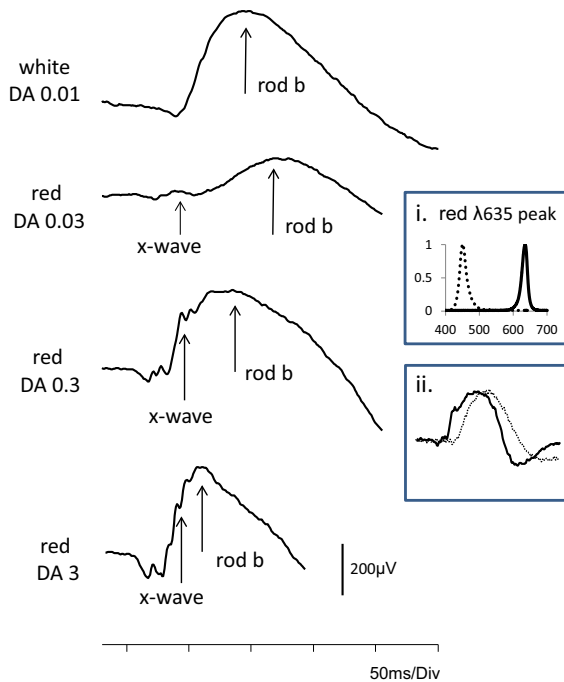 white
DA 0.01
rod b
red
DA 0.03
x-wave
rod b
i. red λ635 peak
1
0.5
0
400 500 600 700
red
DA 0.3
x-wave
rod b
ii.
red
DA 3
x-wave
rod b
200µV
50ms/Div